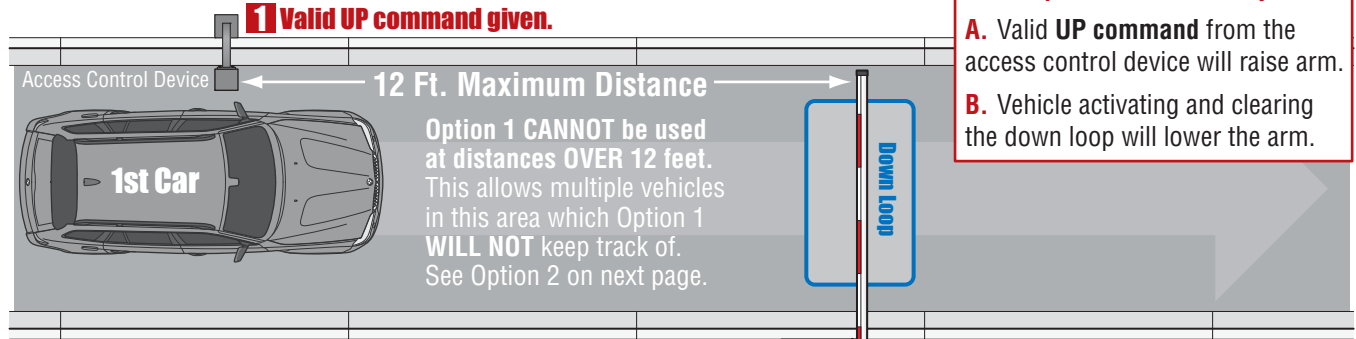 1 Valid UP command given.
Access Control Device
12 Ft. Maximum Distance
1st Car
Option 1 CANNOT be used
at distances OVER 12 feet.
This allows multiple vehicles
in this area which Option 1
WILL NOT keep track of.
See Option 2 on next page.
Down Loop
A. Valid UP command from the
access control device will raise arm.
B. Vehicle activating and clearing
the down loop will lower the arm.